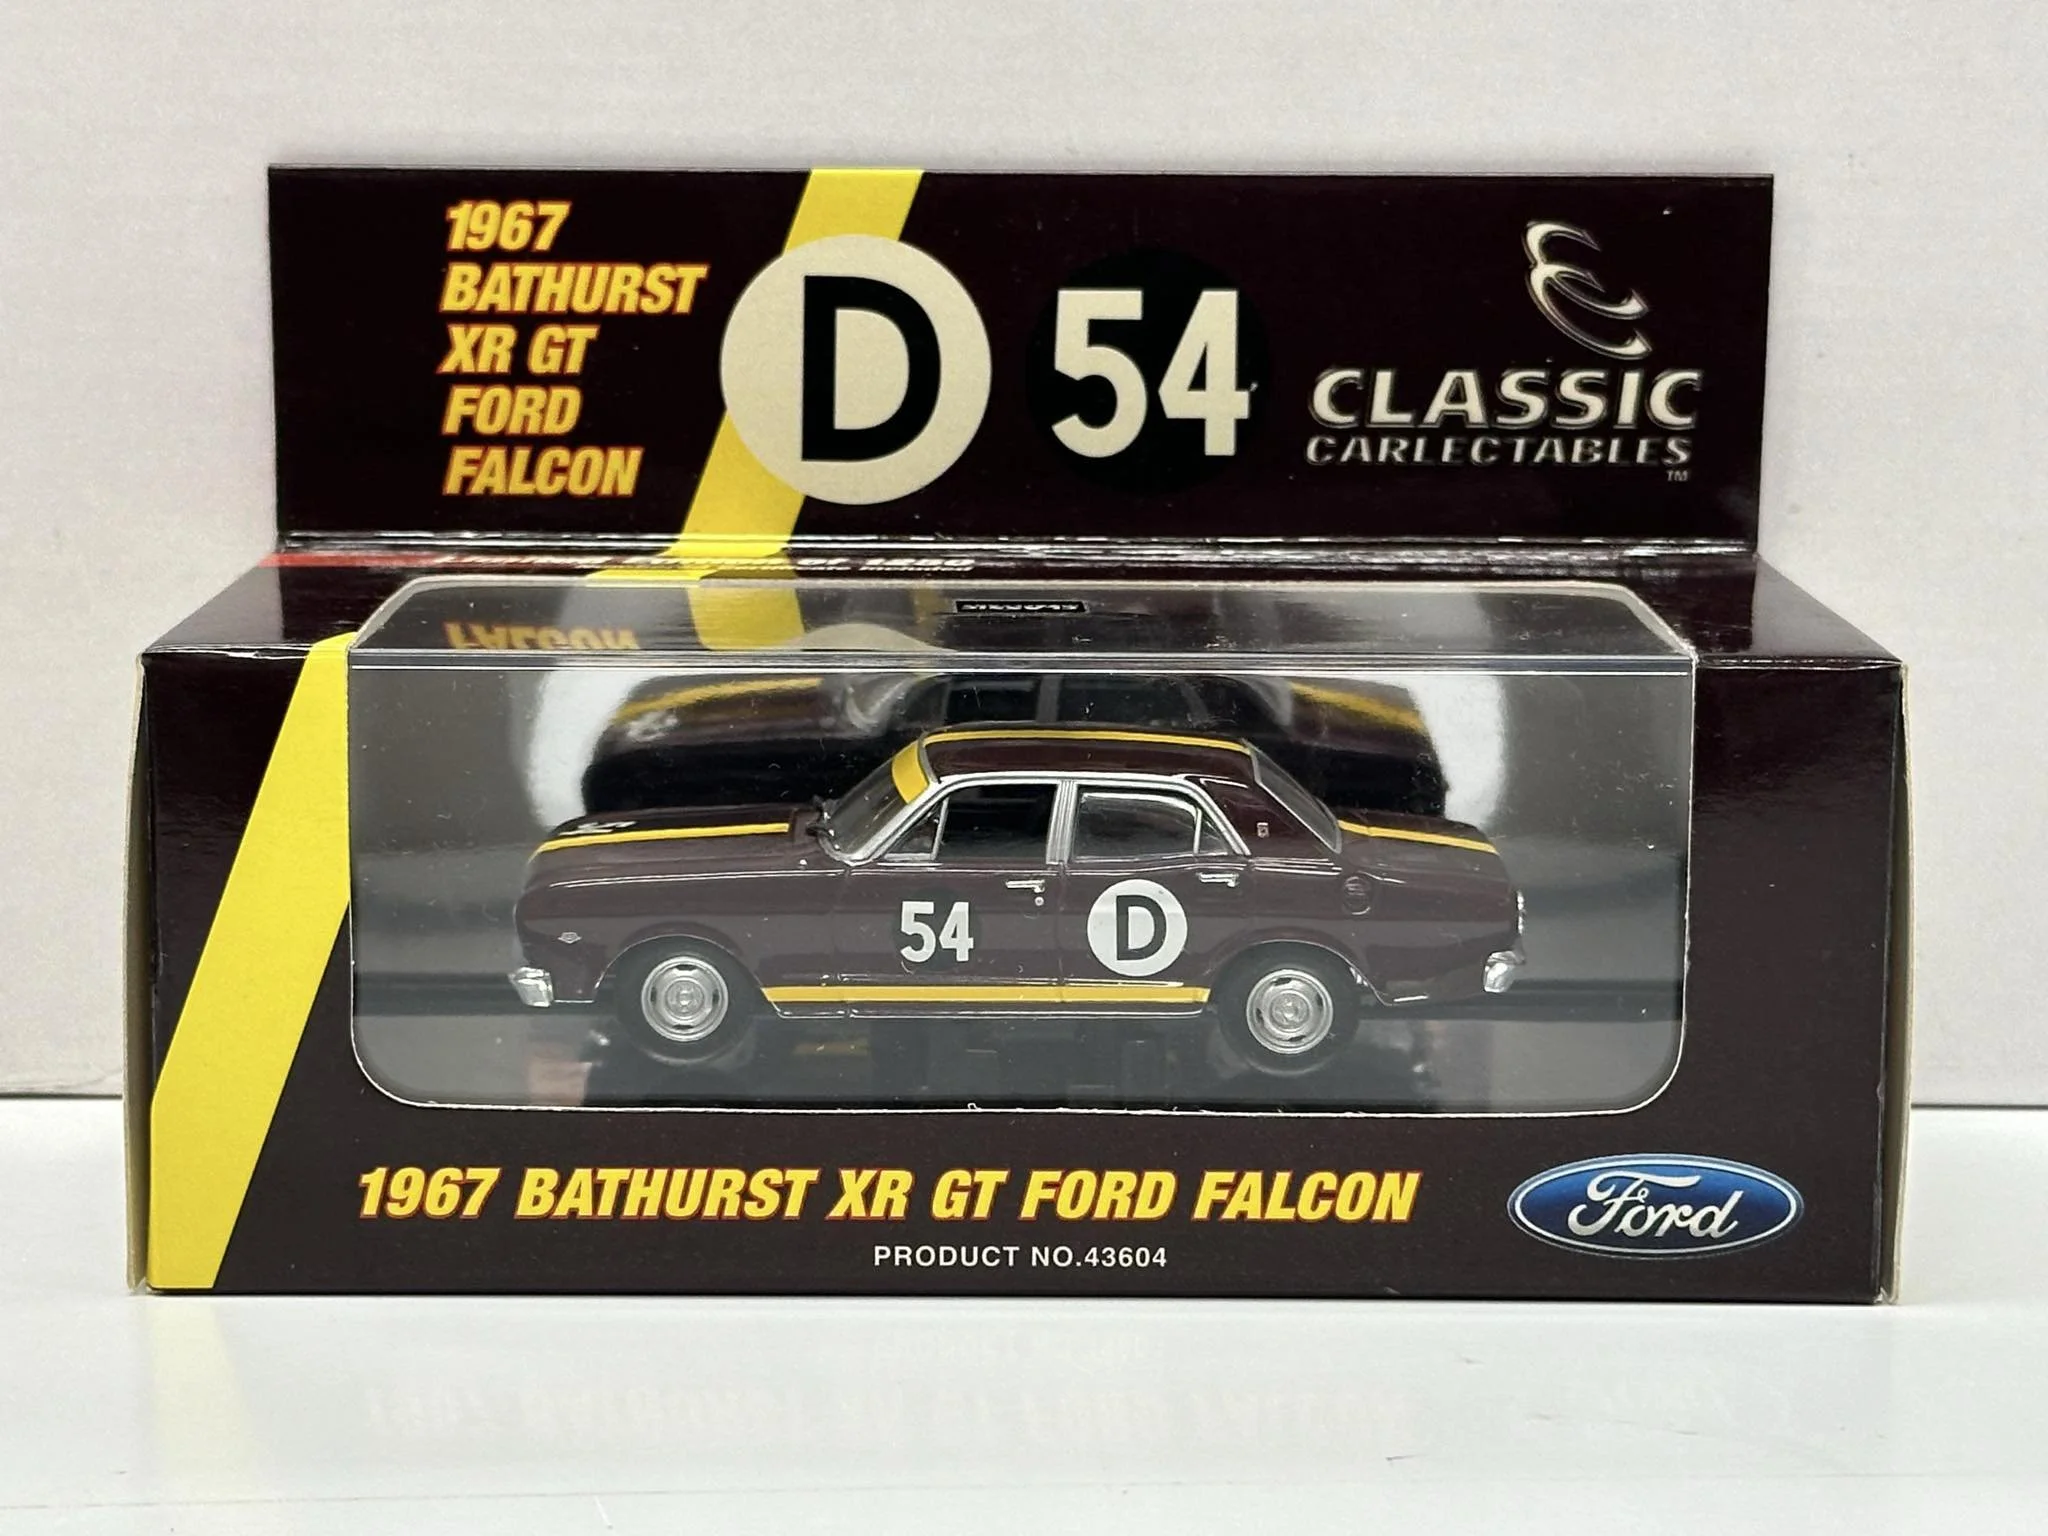 1967
BATHURST
XR GT
FORD
FALCON
D
54
CLASSIC
CARLECTABLES
TM
54
D
1967 BATHURST XR GT FORD FALCON
PRODUCT NO.43604
Ford